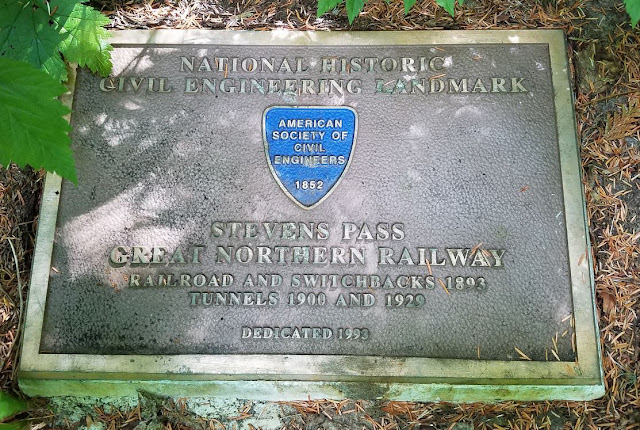 NATIONAL HISTORIC
CIVIL ENGINEERING LANDMARK
AMERICAN
SOCIETY OF
CIVIL
ENGINEERS
1852
STEVENS PASS
GREAT NORTHERN RAILWAY
RAILROAD AND SWITCHBACKS 1893
TUNNELS 1900 AND 1929
DEDICATED 1993